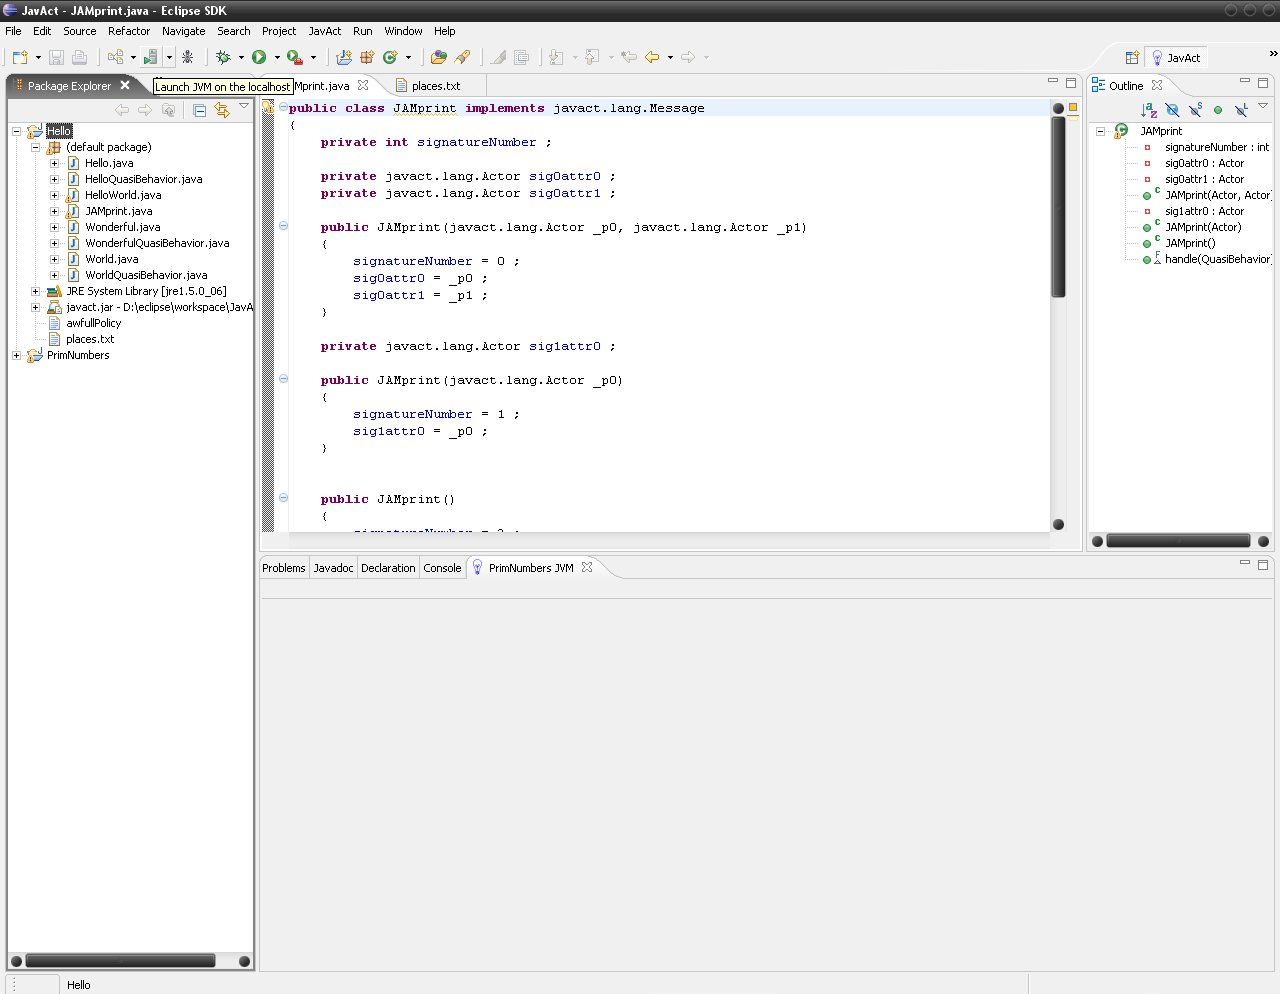 JavAct - JAMprint.java - Eclipse SDK
File Edit Source Refactor Navigate Search Project JavAct Run Window Help
JavAct
Package Explorer
Launch JVM on the localhost
Mprint.java
places.txt
Hello
(default package)
Hello.java
HelloQuasiBehavior.java
HelloWorld.java
JAMprint.java
Wonderful.java
WonderfulQuasiBehavior.java
World.java
WorldQuasiBehavior.java
JRE System Library [jre1.5.0_06]
javact.jar - D:\eclipse\workspace\JavA
awfullPolicy
places.txt
PrimNumbers
public class JAMprint implements javact.lang.Message
{
private int signatureNumber ;
private javact.lang.Actor sig0attr0 ;
private javact.lang.Actor sig0attr1 ;
public JAMprint(javact.lang.Actor _p0, javact.lang.Actor _p1)
{
signatureNumber = 0 ;
sig0attr0 = _p0 ;
sig0attr1 = _p1 ;
}
private javact.lang.Actor sig1attr0 ;
public JAMprint(javact.lang.Actor _p0)
{
signatureNumber = 1 ;
sig1attr0 = _p0 ;
}
public JAMprint()
{
signatureNumber = 2 ;
Outline
JAMprint
signatureNumber : int
sig0attr0 : Actor
sig0attr1 : Actor
JAMprint(Actor, Actor
sig1attr0 : Actor
JAMprint(Actor)
JAMprint()
handle(QuasiBehavior)
Problems Javadoc Declaration Console PrimNumbers JVM
Hello